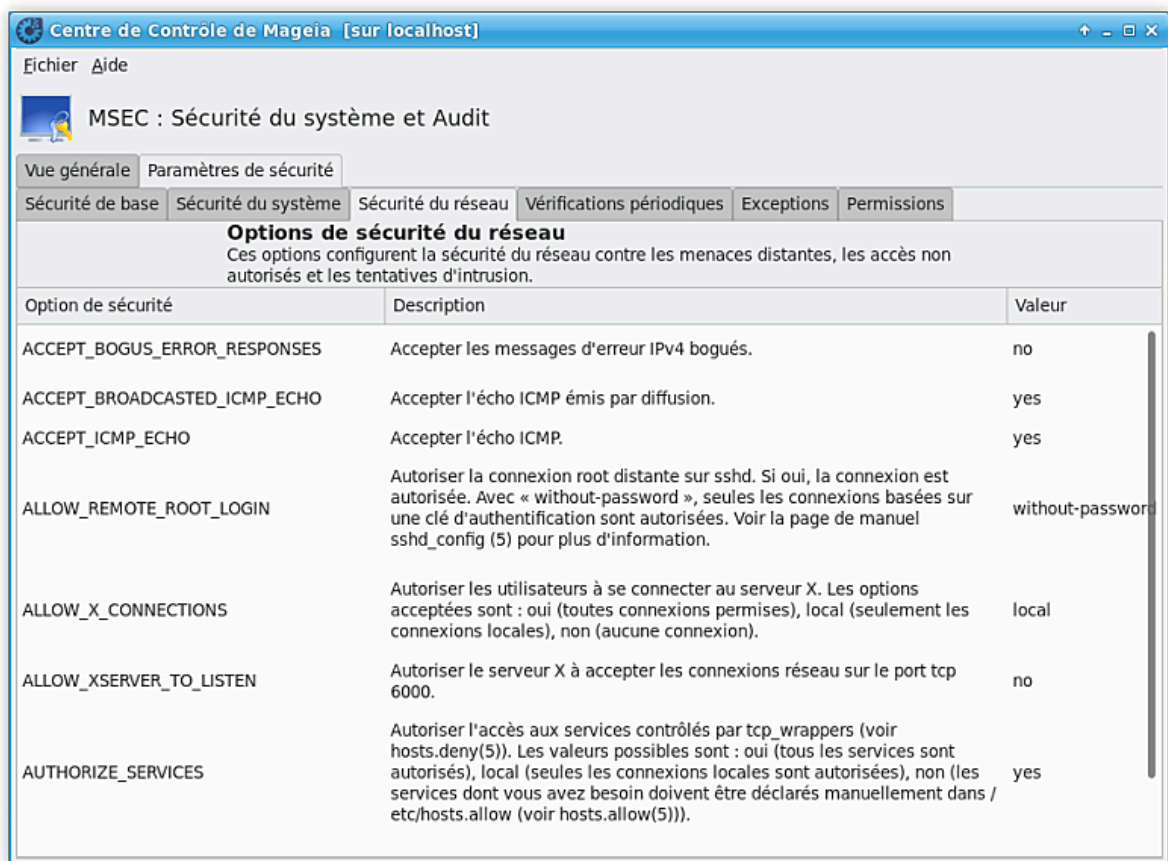 Centre de Contrôle de Mageia [sur localhost]
Fichier Aide
MSEC : Sécurité du système et Audit
Vue générale Paramètres de sécurité
Sécurité de base Sécurité du système Sécurité du réseau Vérifications périodiques Exceptions Permissions
Options de sécurité du réseau
Ces options configurent la sécurité du réseau contre les menaces distantes, les accès non
autorisés et les tentatives d'intrusion.
Option de sécurité Description Valeur
ACCEPT_BOGUS_ERROR_RESPONSES Accepter les messages d'erreur IPv4 bogués. no
ACCEPT_BROADCASTED_ICMP_ECHO Accepter l'écho ICMP émis par diffusion. yes
ACCEPT_ICMP_ECHO Accepter l'écho ICMP. yes
Autoriser la connexion root distante sur sshd. Si oui, la connexion est
autorisée. Avec « without-password », seules les connexions basées sur
ALLOW_REMOTE_ROOT_LOGIN une clé d'authentification sont autorisées. Voir la page de manuel without-password
sshd_config (5) pour plus d'information.
Autoriser les utilisateurs à se connecter au serveur X. Les options
ALLOW_X_CONNECTIONS acceptées sont : oui (toutes connexions permises), local (seulement les local
connexions locales), non (aucune connexion).
Autoriser le serveur X à accepter les connexions réseau sur le port tcp
ALLOW_XSERVER_TO_LISTEN 6000. no
Autoriser l'accès aux services contrôlés par tcp_wrappers (voir
hosts.deny(5)). Les valeurs possibles sont : oui (tous les services sont
AUTHORIZE_SERVICES autorisés), local (seules les connexions locales sont autorisées), non (les yes
services dont vous avez besoin doivent être déclarés manuellement dans /
etc/hosts.allow (voir hosts.allow(5))).